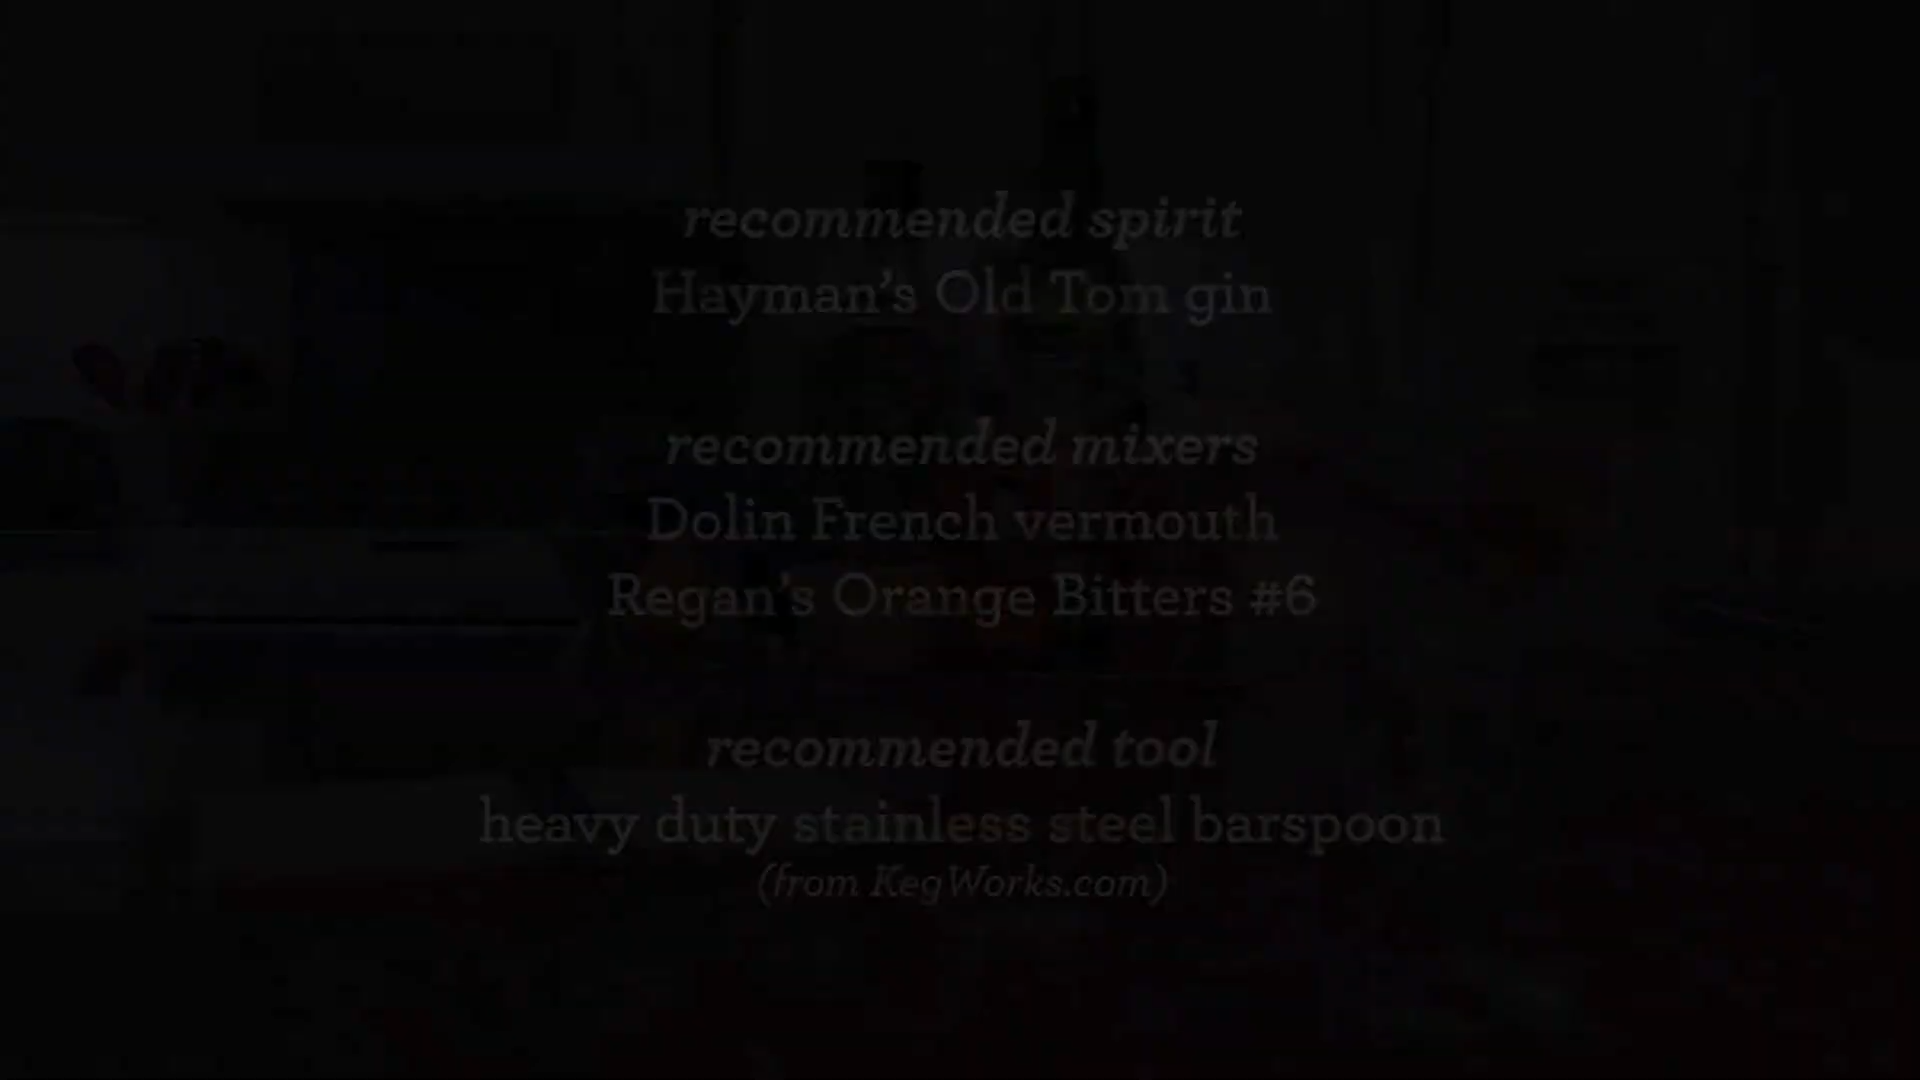 recommended spirit
Hayman's Old Tom gin
recommended mixers
Dolin French vermouth
Regan's Orange Bitters #6
recommended tool
heavy duty stainless steel barspoon
(from KegWorks.com)